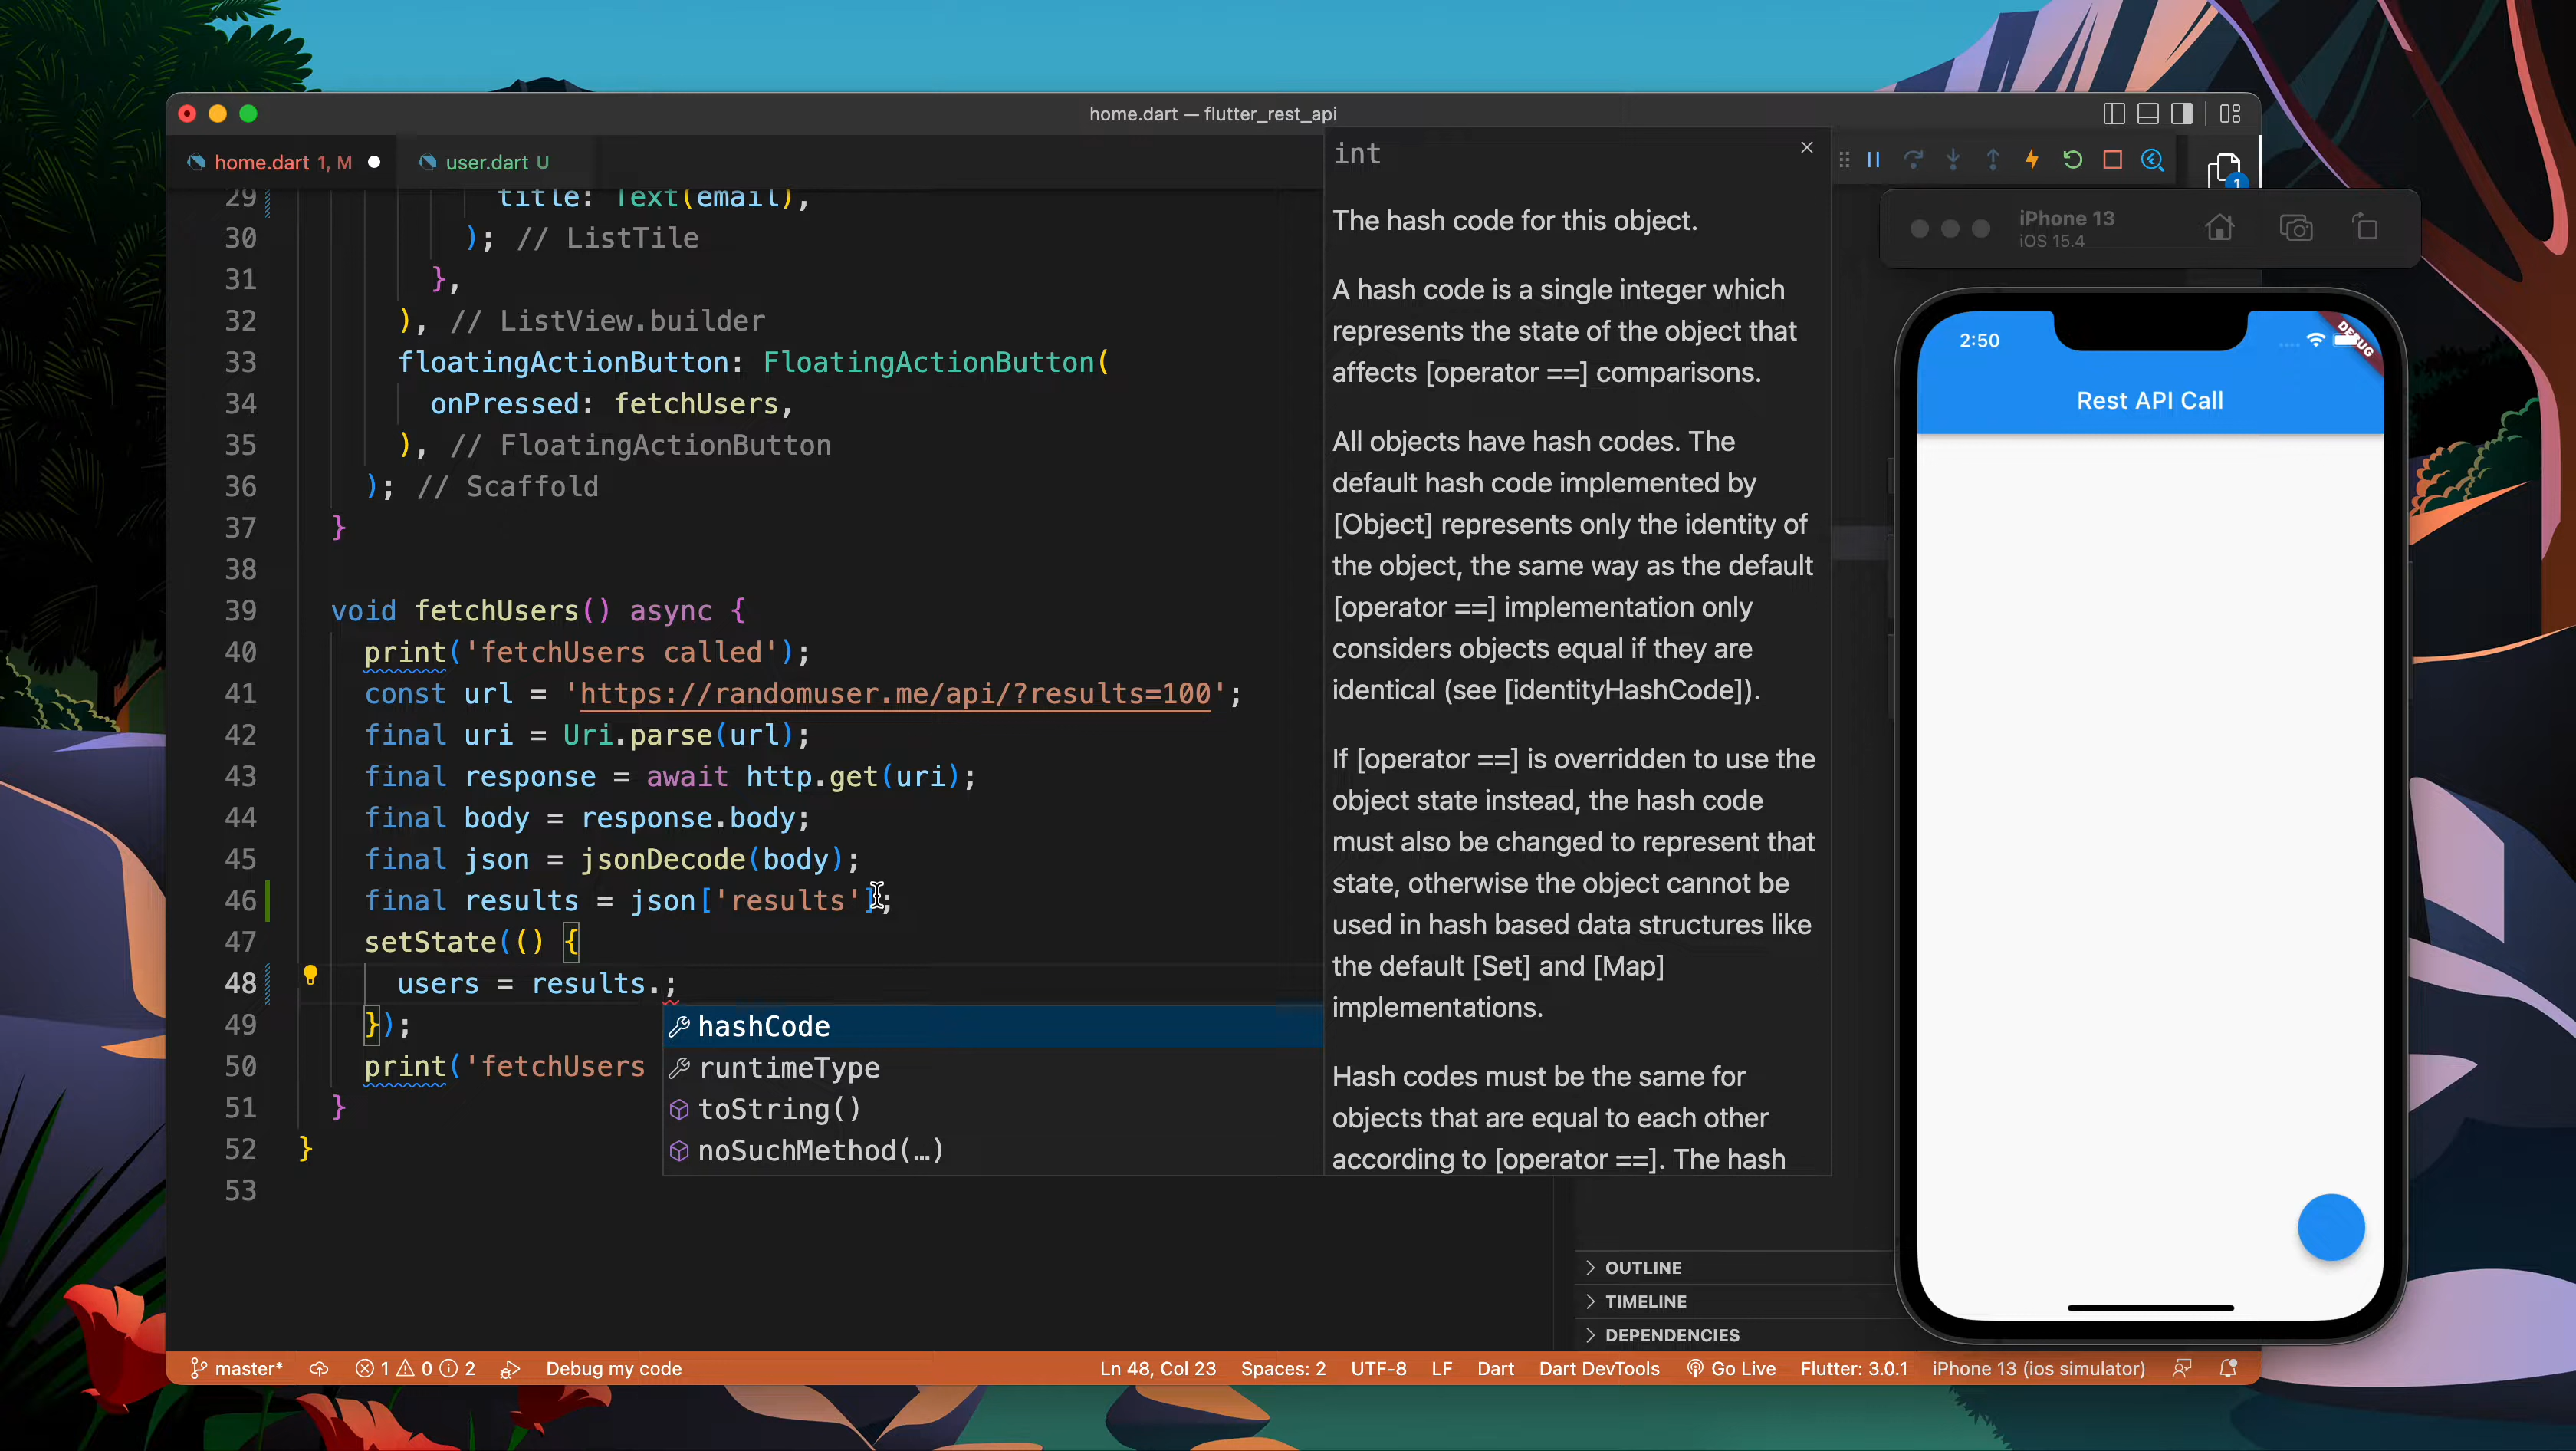 home.dart — flutter_rest_api
home.dart 1, M
user.dart U
29 title: Text(email),
30 ); // ListTile
31 },
32 ), // ListView.builder
33 floatingActionButton: FloatingActionButton(
34 onPressed: fetchUsers,
35 ), // FloatingActionButton
36 ); // Scaffold
37 }
38
39 void fetchUsers() async {
40 print('fetchUsers called');
41 const url = 'https://randomuser.me/api/?results=100';
42 final uri = Uri.parse(url);
43 final response = await http.get(uri);
44 final body = response.body;
45 final json = jsonDecode(body);
46 final results = json['results'];
47 setState(() {
48 users = results.;
49 });
50 print('fetchUsers
51 }
52 }
53
hashCode
runtimeType
toString()
noSuchMethod(…)
int
The hash code for this object.
A hash code is a single integer which
represents the state of the object that
affects [operator ==] comparisons.
All objects have hash codes. The
default hash code implemented by
[Object] represents only the identity of
the object, the same way as the default
[operator ==] implementation only
considers objects equal if they are
identical (see [identityHashCode]).
If [operator ==] is overridden to use the
object state instead, the hash code
must also be changed to represent that
state, otherwise the object cannot be
used in hash based data structures like
the default [Set] and [Map]
implementations.
Hash codes must be the same for
objects that are equal to each other
according to [operator ==]. The hash
1
iPhone 13
iOS 15.4
2:50
DEBUG
Rest API Call
OUTLINE
TIMELINE
DEPENDENCIES
master* 1 0 2 Debug my code Ln 48, Col 23 Spaces: 2 UTF-8 LF Dart Dart DevTools Go Live Flutter: 3.0.1 iPhone 13 (ios simulator)